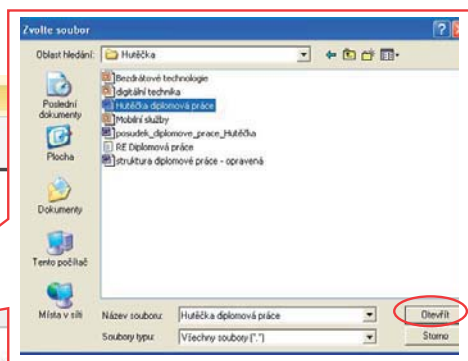 Zvolte soubor
Oblast hledání: Hutěčka
Poslední dokumenty
Plocha
Dokumenty
Tento počítač
Místa v síti
Bezdrátové technologie
digitální technika
Hutěčka diplomová práce
Mobilní služby
posudek_diplomove_prace_Hutěčka
RE Diplomová práce
struktura diplomové práce - opravená
Název souboru: Hutěčka diplomová práce
Otevřít
Soubory typu: Všechny soubory (*.*)
Storno